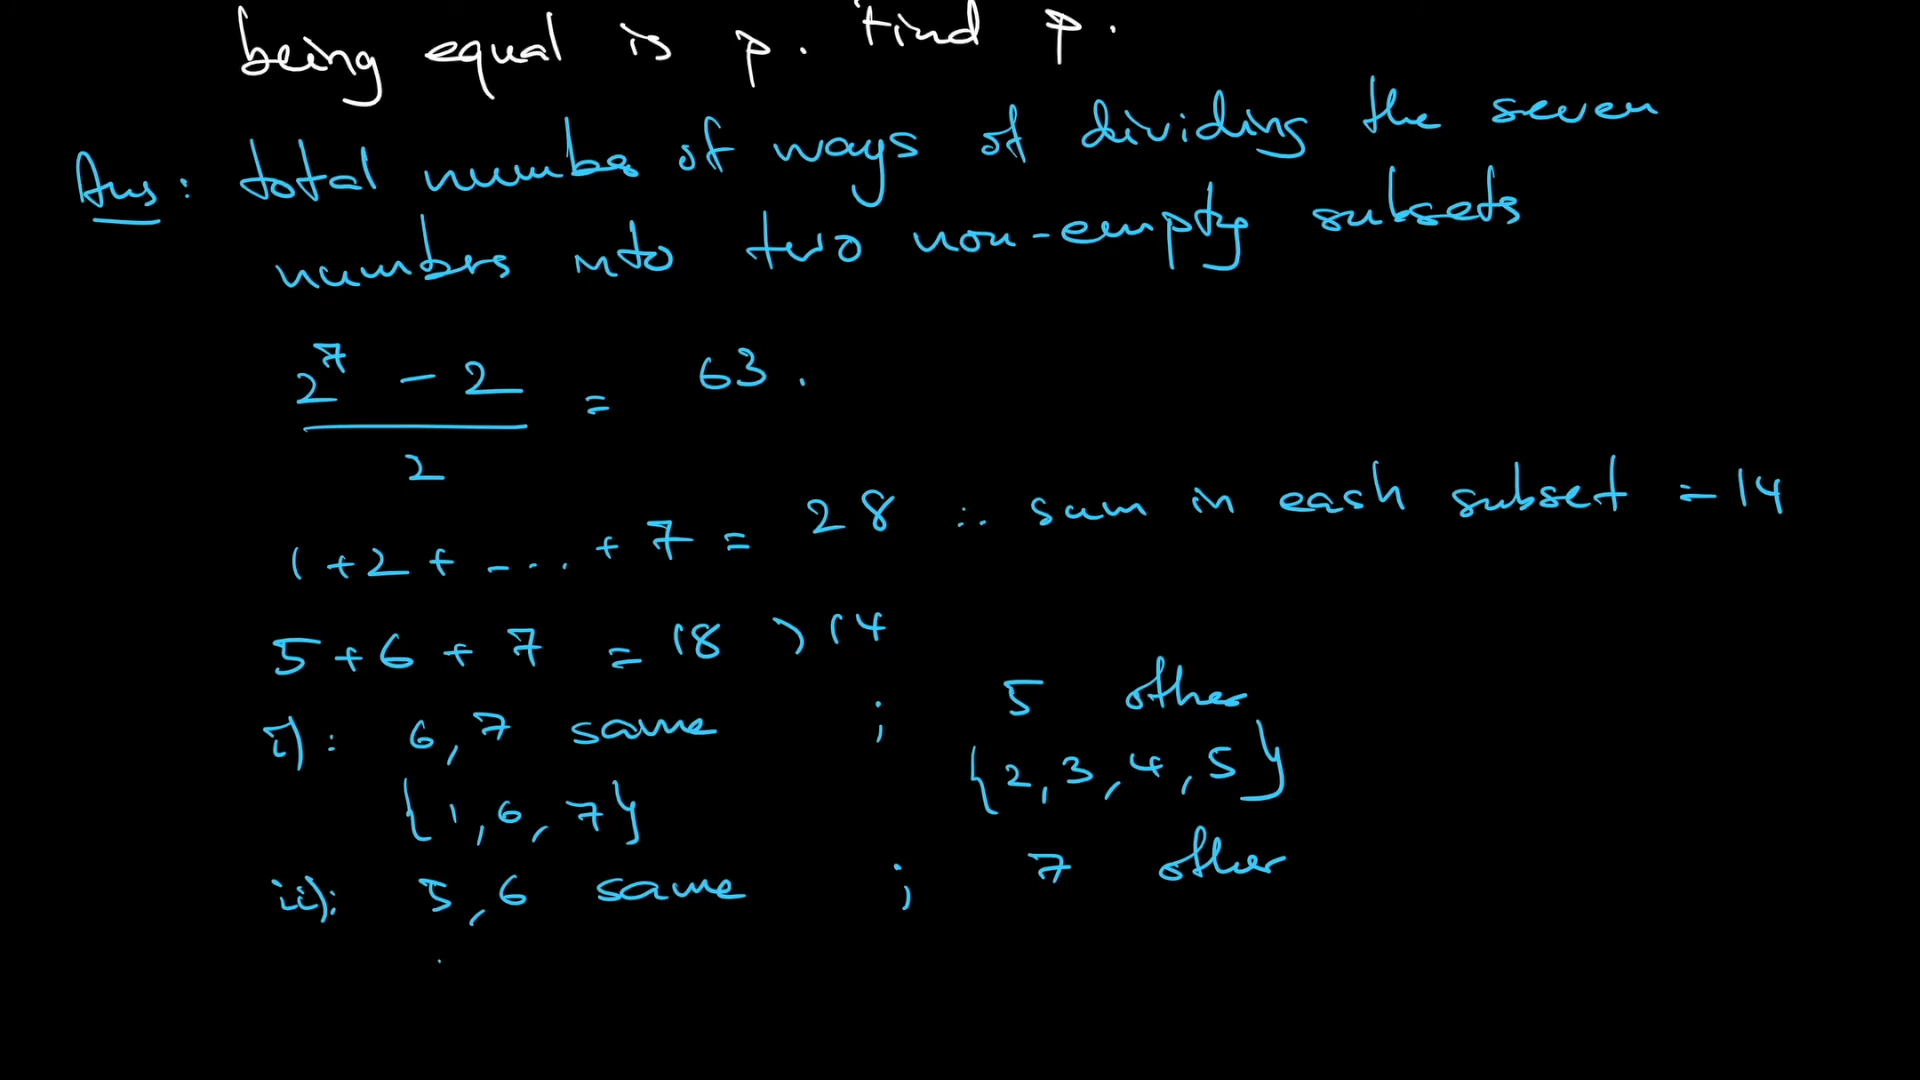 being equal is p. Find p.
Ans: total number of ways of dividing the seven
numbers into two non-empty subsets
2^7 - 2 / 2 = 63.
1 + 2 + ---. + 7 = 28 ∴ sum in each subset = 14
5 + 6 + 7 = 18 > 14
i): 6, 7 same ; 5 other
{1, 6, 7} {2, 3, 4, 5}
ii): 5, 6 same ; 7 other